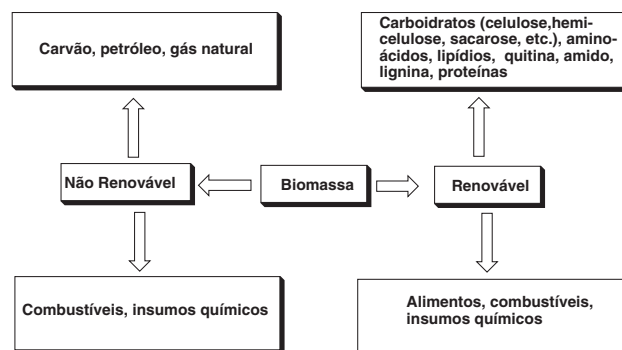 Carvão, petróleo, gás natural
Carboidratos (celulose,hemi-
celulose, sacarose, etc.), amino-
ácidos, lipídios, quitina, amido,
lignina, proteínas
Não Renovável
Biomassa
Renovável
Combustíveis, insumos químicos
Alimentos, combustíveis,
insumos químicos